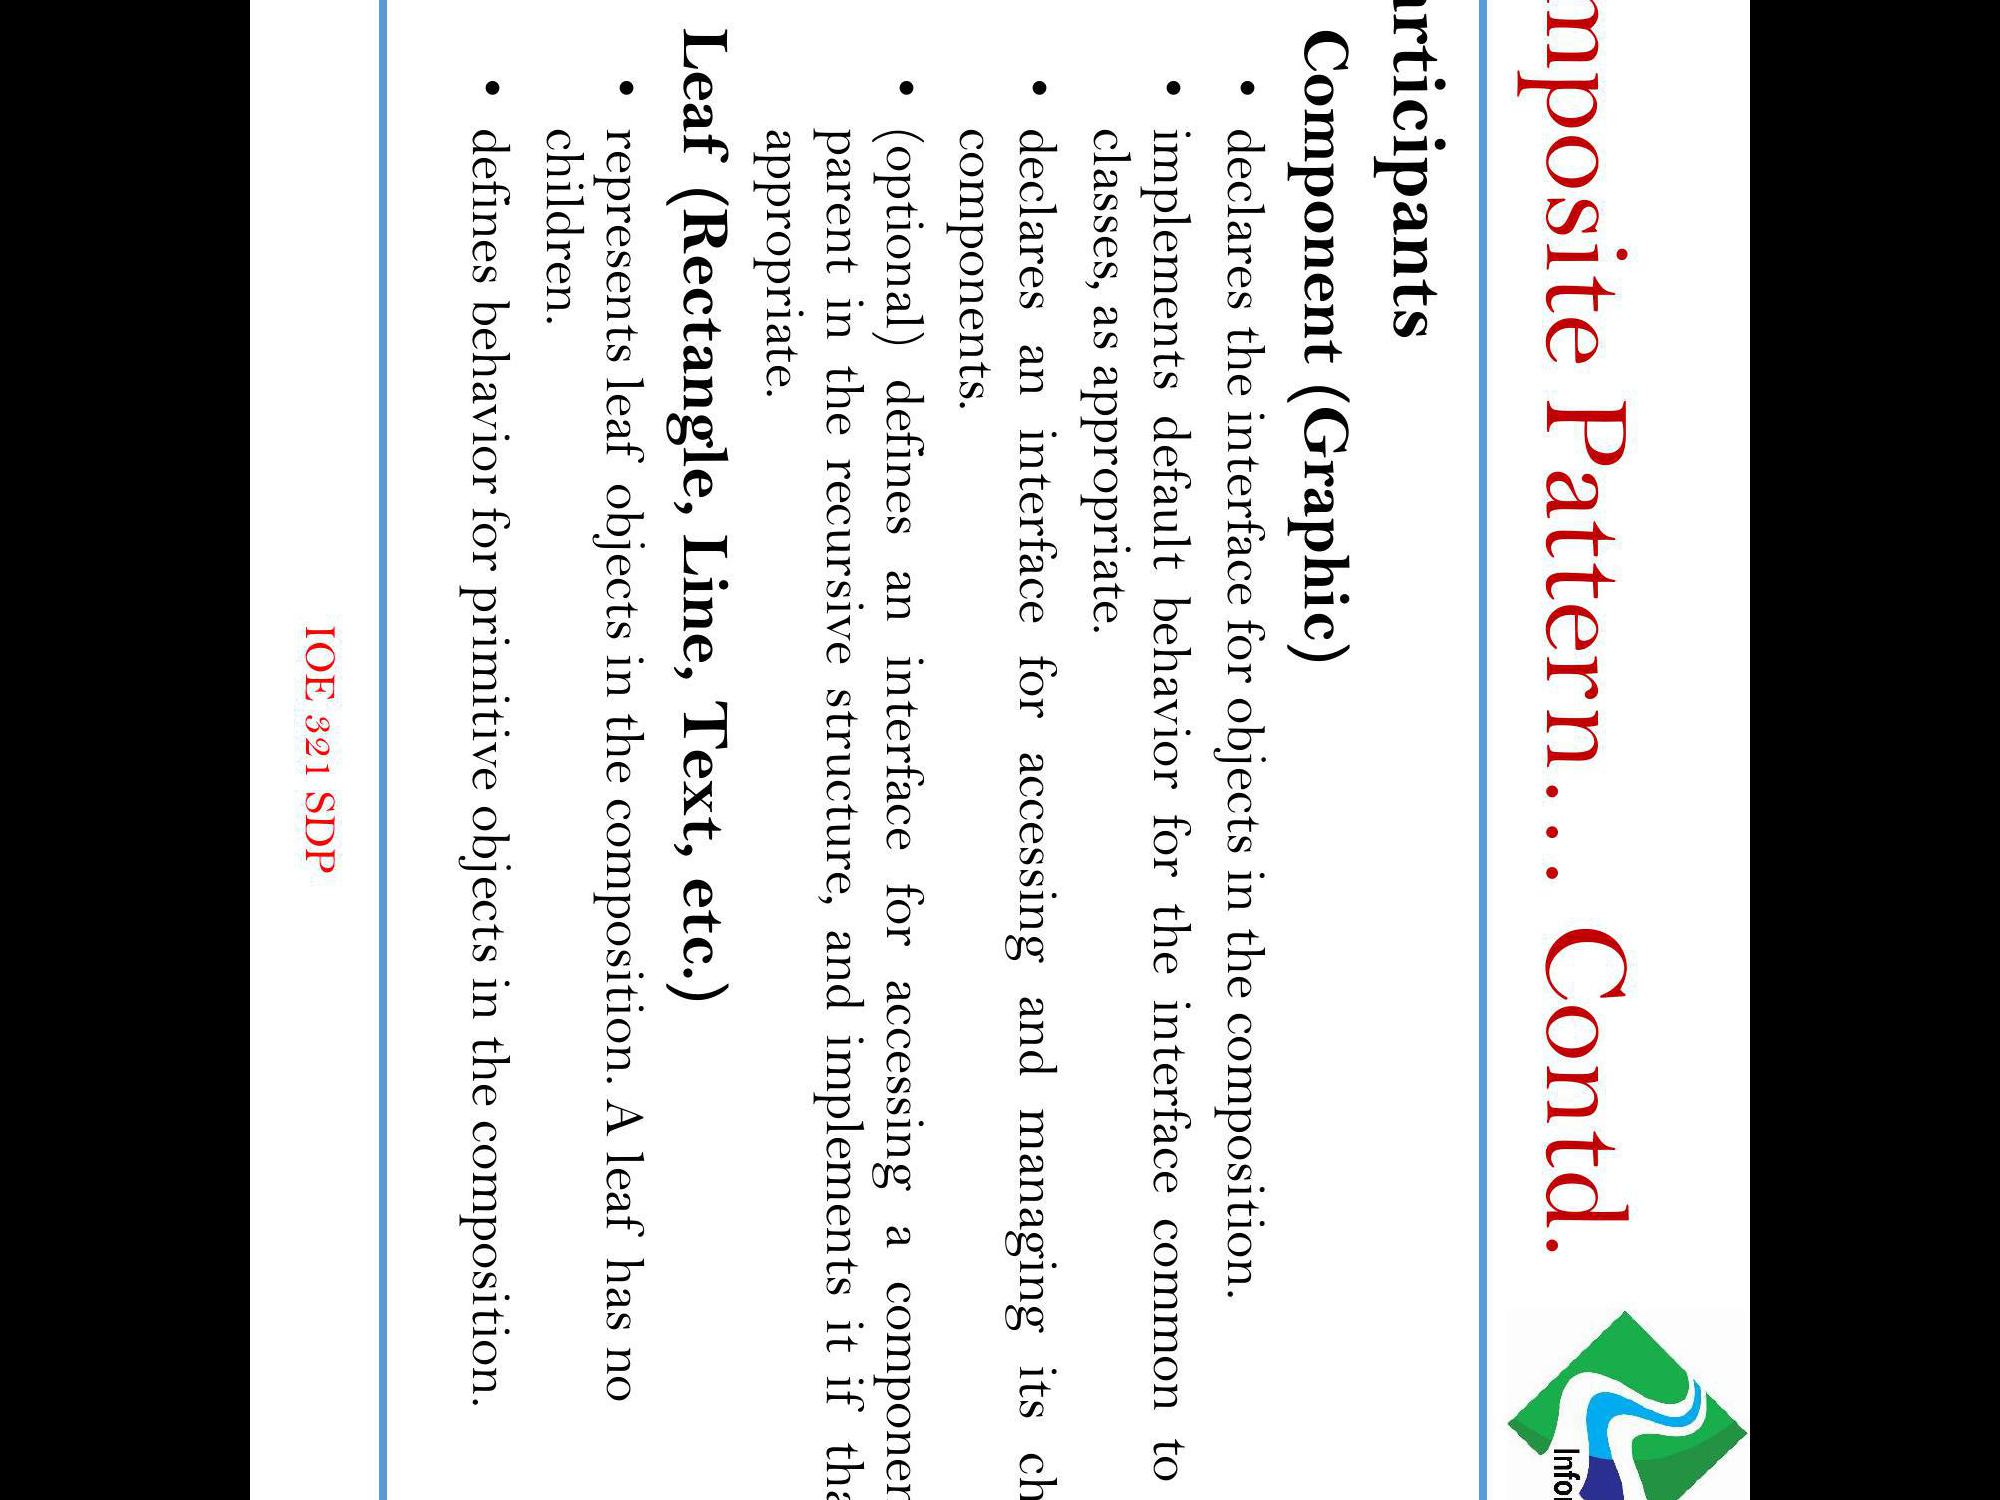 mposite Pattern... Contd.
Infor
articipants
Component (Graphic)
• declares the interface for objects in the composition.
• implements default behavior for the interface common to
classes, as appropriate.
• declares an interface for accessing and managing its ch
components.
• (optional) defines an interface for accessing a componen
parent in the recursive structure, and implements it if tha
appropriate.
Leaf (Rectangle, Line, Text, etc.)
• represents leaf objects in the composition. A leaf has no
children.
• defines behavior for primitive objects in the composition.
IOE 321 SDP